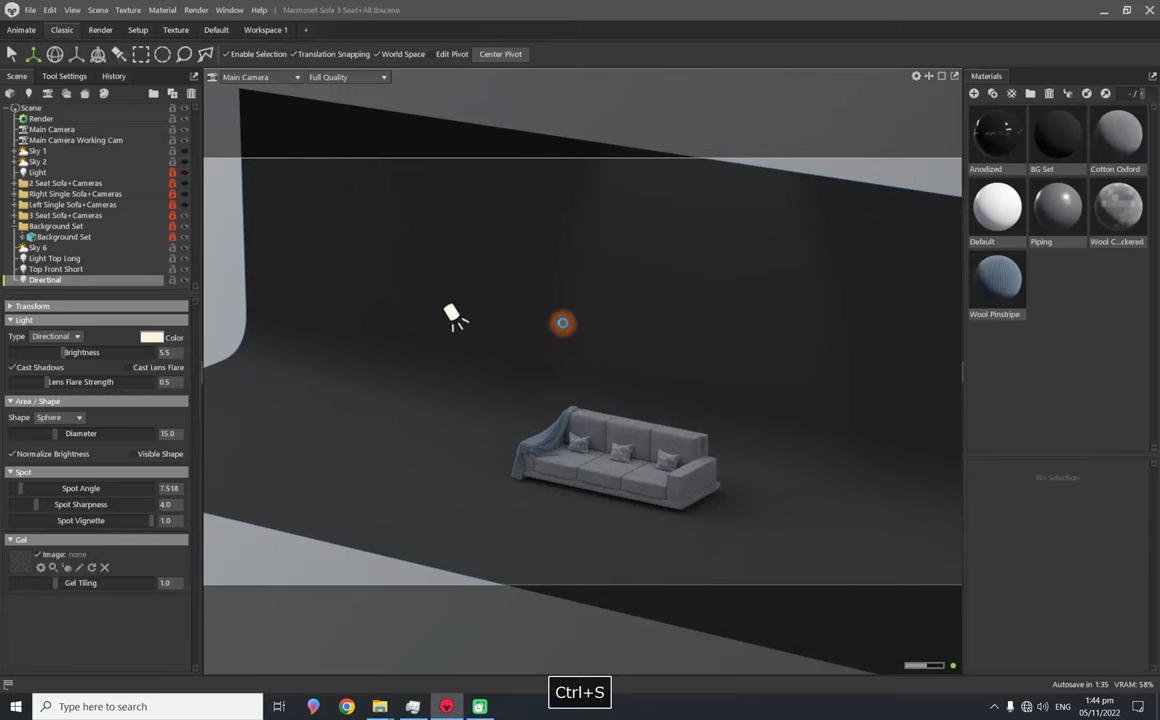 File Edit View Scene Texture Material Render Window Help Marmoset Sofa 3 Seat+All.tbscene
Animate Classic Render Setup Texture Default Workspace 1 +
Enable Selection Translation Snapping World Space Edit Pivot Center Pivot
Scene Tool Settings History
Main Camera Full Quality
Materials
Scene
Render
Main Camera
Main Camera Working Cam
Sky 1
Sky 2
Light
2 Seat Sofa+Cameras
Right Single Sofa+Cameras
Left Single Sofa+Cameras
3 Seat Sofa+Cameras
Background Set
Background Set
Sky 6
Light Top Long
Top Front Short
Directinal
Anodized BG Set Cotton Oxford
Default Piping Wool C...ckered
Wool Pinstripe
Transform
Light
Type Directional Color
Brightness 5.5
Cast Shadows Cast Lens Flare
Lens Flare Strength 0.5
Area / Shape
Shape Sphere
Diameter 15.0
Normalize Brightness Visible Shape
Spot
Spot Angle 7.518
Spot Sharpness 4.0
Spot Vignette 1.0
Gel
Image: none
Gel Tiling 1.0
No Selection
Ctrl+S
Autosave in 1:35 VRAM: 58%
Type here to search
ENG
1:44 pm
05/11/2022